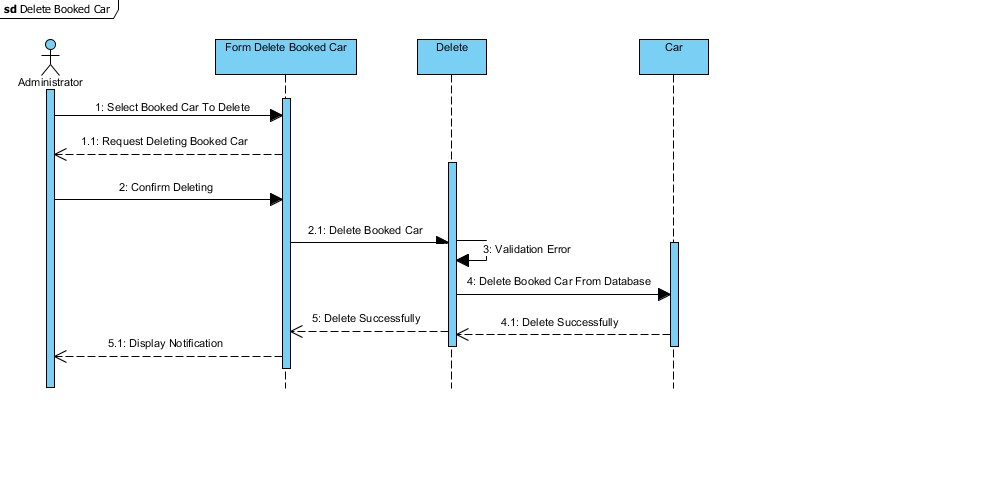 sd Delete Booked Car
Administrator
Form Delete Booked Car
Delete
Car
1: Select Booked Car To Delete
1.1: Request Deleting Booked Car
2: Confirm Deleting
2.1: Delete Booked Car
3: Validation Error
4: Delete Booked Car From Database
5: Delete Successfully
4.1: Delete Successfully
5.1: Display Notification